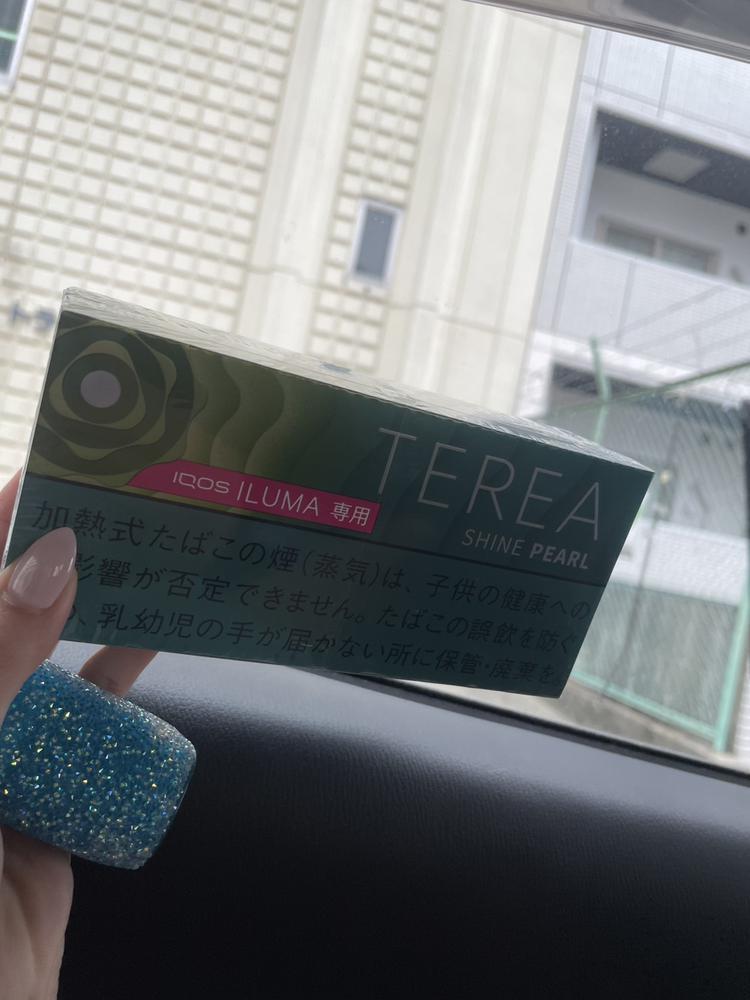 トラ
TEREA
IQOS ILUMA 専用
SHINE PEARL
加熱式たばこの煙(蒸気)は、子供の健康への
影響が否定できません。たばこの誤飲を防ぐ
、乳幼児の手が届かない所に保管・廃棄を。